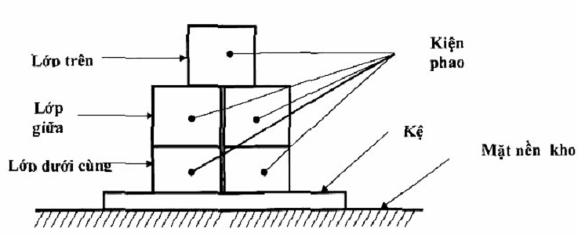 Lớp trên
Kiện
phao
Lớp
giữa
Kệ
Lớp dưới cùng
Mặt nền kho